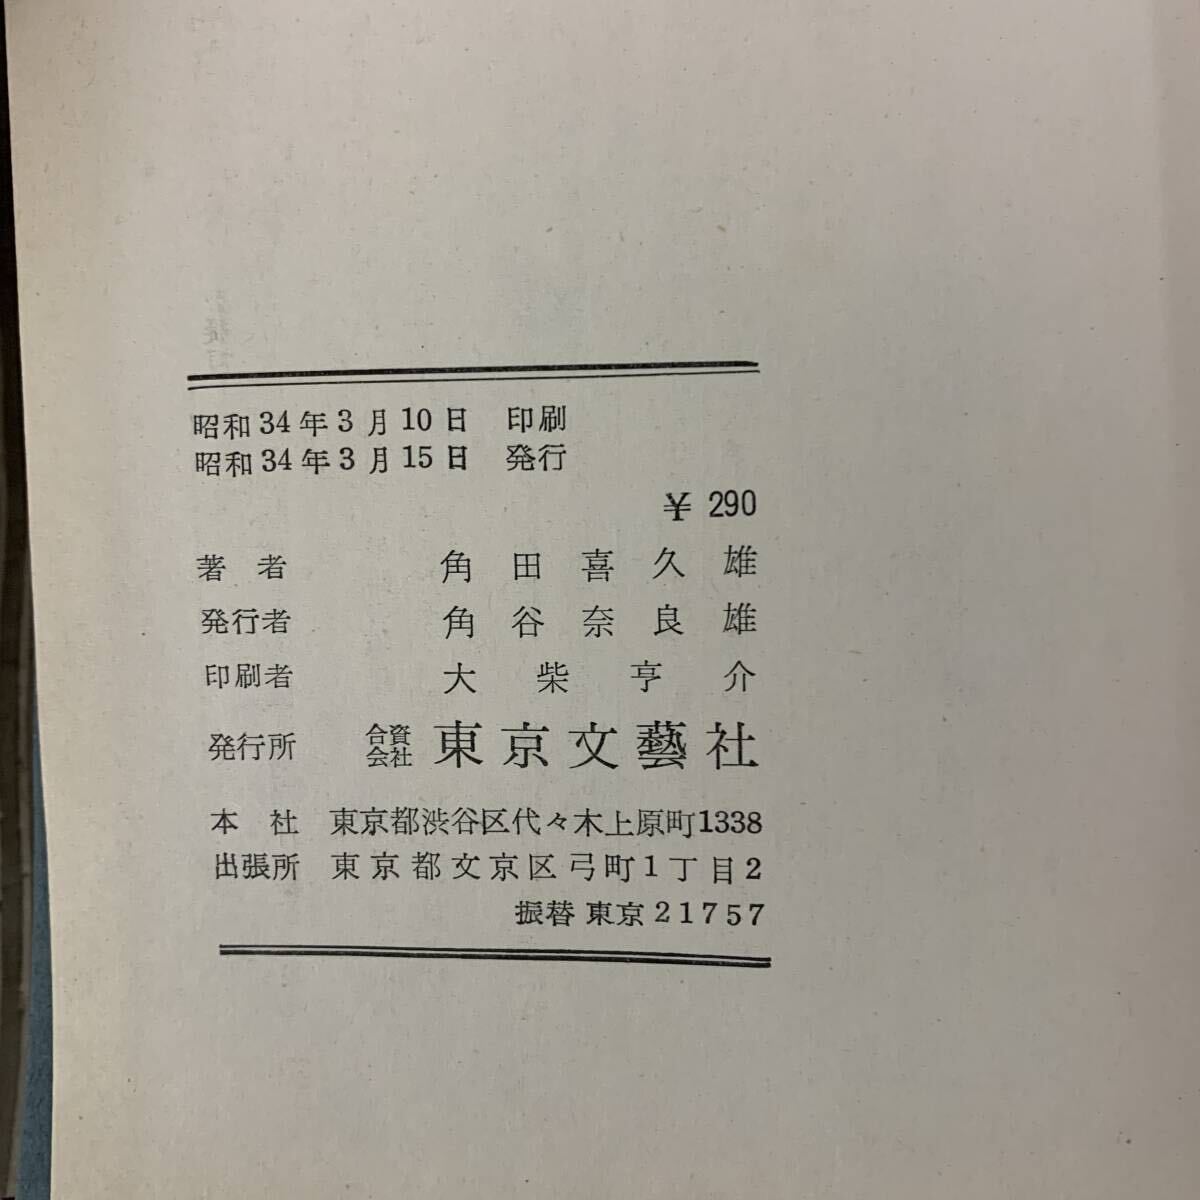 昭和34年3月10日 印刷
昭和34年3月15日 発行
¥ 290
著者 角田喜久雄
発行者 角谷奈良雄
印刷者 大柴亨介
発行所 合資会社 東京文藝社
本社 東京都渋谷区代々木上原町1338
出張所 東京都文京区弓町1丁目2
振替 東京 21757